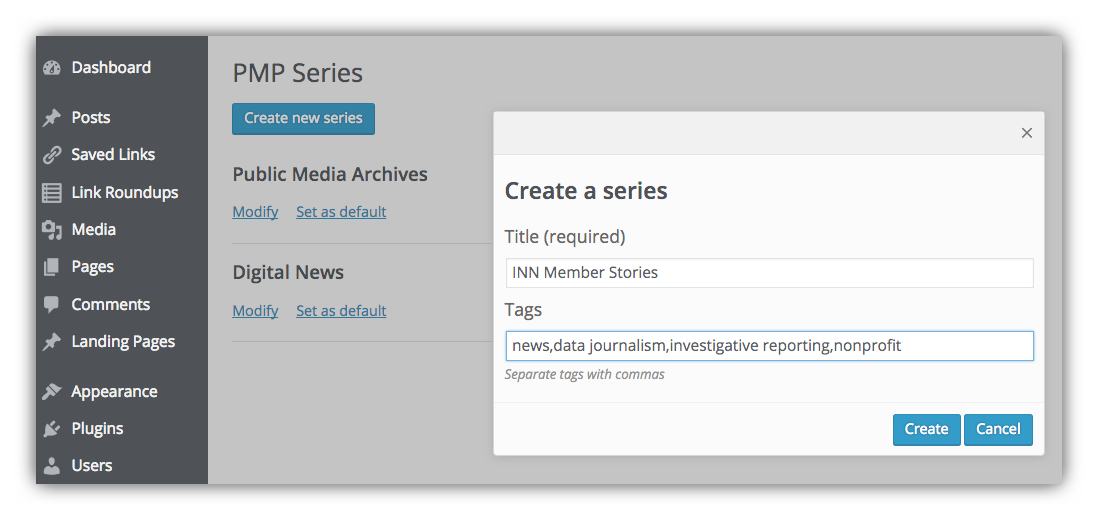 Dashboard
Posts
Saved Links
Link Roundups
Media
Pages
Comments
Landing Pages
Appearance
Plugins
Users
PMP Series
Create new series
Public Media Archives
Modify Set as default
Digital News
Modify Set as default
×
Create a series
Title (required)
INN Member Stories
Tags
news,data journalism,investigative reporting,nonprofit
Separate tags with commas
Create Cancel